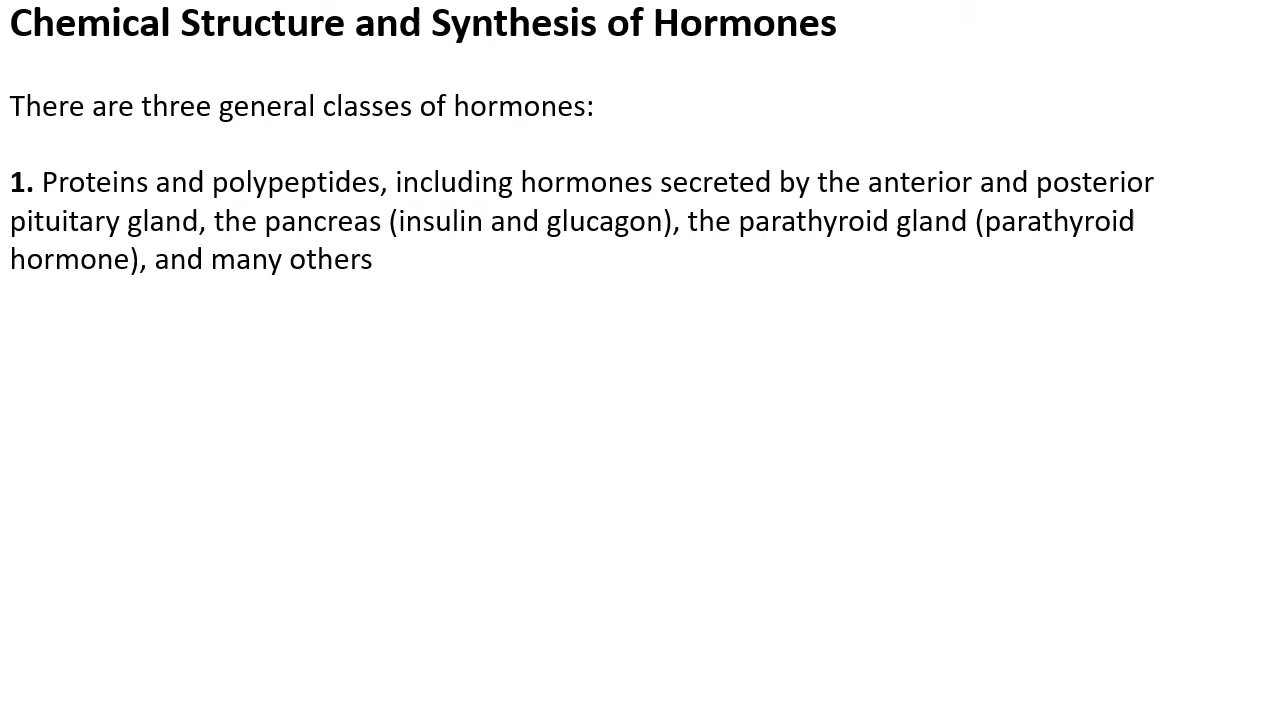 Chemical Structure and Synthesis of Hormones
There are three general classes of hormones:
1. Proteins and polypeptides, including hormones secreted by the anterior and posterior
pituitary gland, the pancreas (insulin and glucagon), the parathyroid gland (parathyroid
hormone), and many others